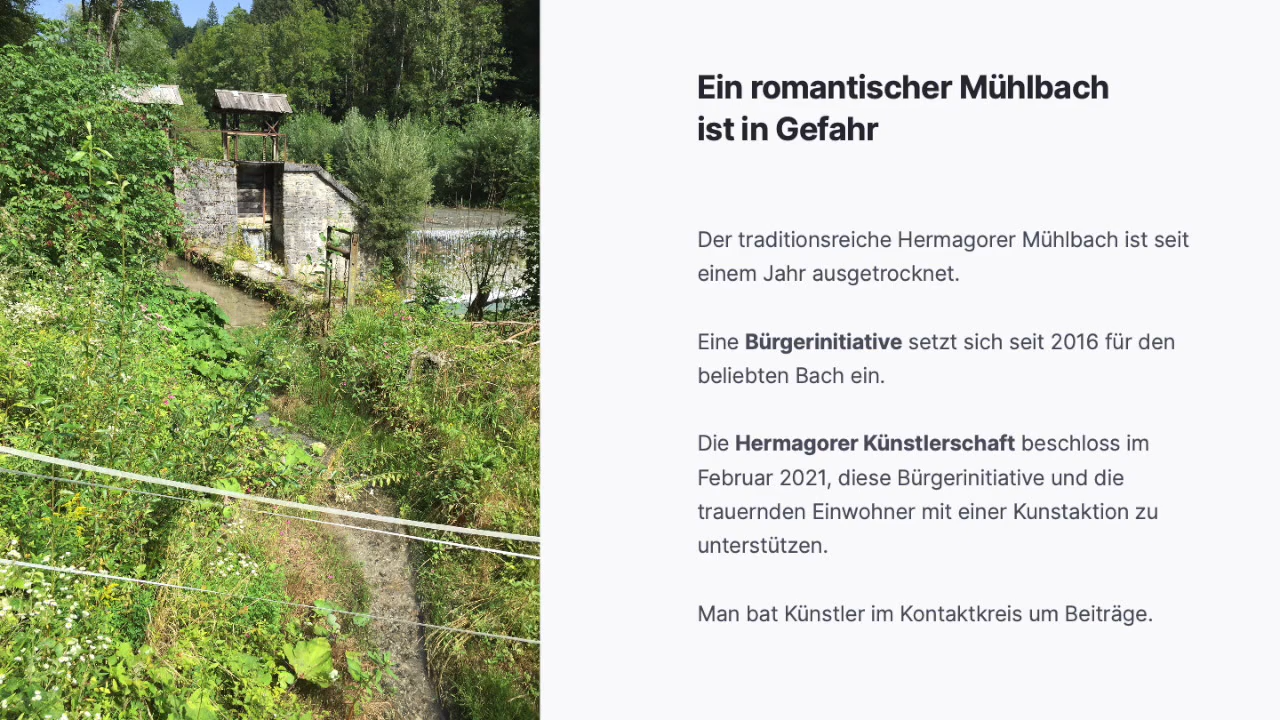 Ein romantischer Mühlbach
ist in Gefahr
Der traditionsreiche Hermagorer Mühlbach ist seit
einem Jahr ausgetrocknet.
Eine Bürgerinitiative setzt sich seit 2016 für den
beliebten Bach ein.
Die Hermagorer Künstlerschaft beschloss im
Februar 2021, diese Bürgerinitiative und die
trauernden Einwohner mit einer Kunstaktion zu
unterstützen.
Man bat Künstler im Kontaktkreis um Beiträge.